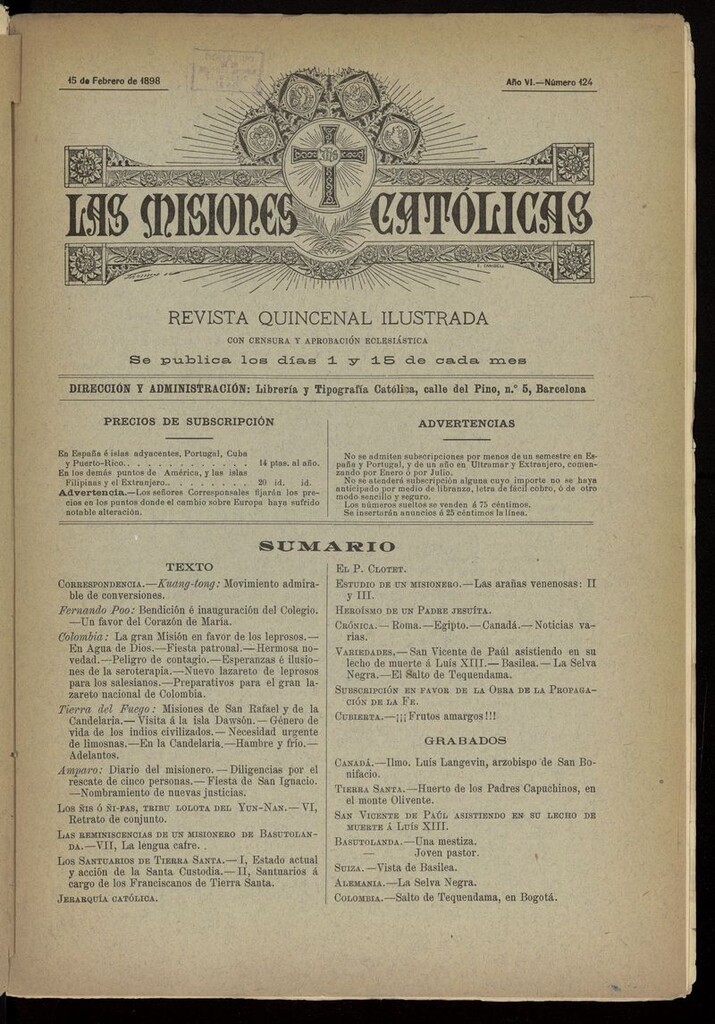 15 de Febrero de 1898
Año VI.—Número 124
IHS
LAS MISIONES CATÓLICAS
REVISTA QUINCENAL ILUSTRADA
CON CENSURA Y APROBACIÓN ECLESIÁSTICA
Se publica los días 1 y 15 de cada mes
DIRECCIÓN Y ADMINISTRACIÓN: Librería y Tipografía Católica, calle del Pino, n.º 5, Barcelona
PRECIOS DE SUBSCRIPCIÓN
En España é islas adyacentes, Portugal, Cuba
y Puerto-Rico. . . . . . . . . . . . 14 ptas. al año.
En los demás puntos de América, y las islas
Filipinas y el Extranjero. . . . . . . . 20 id. id.
Advertencia.—Los señores Corresponsales fijarán los pre-
cios en los puntos donde el cambio sobre Europa haya sufrido
notable alteración.
ADVERTENCIAS
No se admiten subscripciones por menos de un semestre en Es-
paña y Portugal, y de un año en Ultramar y Extranjero, comen-
zando por Enero ó por Julio.
No se atenderá subscripción alguna cuyo importe no se haya
anticipado por medio de libranza, letra de fácil cobro, ó de otro
modo sencillo y seguro.
Los números sueltos se venden á 75 céntimos.
Se insertarán anuncios á 25 céntimos la línea.
SUMARIO
TEXTO
CORRESPONDENCIA.—Kuang-tong: Movimiento admira-
ble de conversiones.
Fernando Poo: Bendición é inauguración del Colegio.
—Un favor del Corazón de María.
Colombia: La gran Misión en favor de los leprosos.—
En Agua de Dios.—Fiesta patronal.—Hermosa no-
vedad.—Peligro de contagio.—Esperanzas é ilusio-
nes de la seroterapia.—Nuevo lazareto de leprosos
para los salesianos.—Preparativos para el gran la-
zareto nacional de Colombia.
Tierra del Fuego: Misiones de San Rafael y de la
Candelaria.—Visita á la isla Dawsón.—Género de
vida de los indios civilizados.—Necesidad urgente
de limosnas.—En la Candelaria.—Hambre y frío.—
Adelantos.
Amparo: Diario del misionero.—Diligencias por el
rescate de cinco personas.—Fiesta de San Ignacio.
—Nombramiento de nuevas justicias.
LOS ÑIS Ó ÑI-PAS, TRIBU LOLOTA DEL YUN-NAN.—VI,
Retrato de conjunto.
LAS REMINISCENCIAS DE UN MISIONERO DE BASUTOLAN-
DA.—VII, La lengua cafre.
LOS SANTUARIOS DE TIERRA SANTA.—I, Estado actual
y acción de la Santa Custodia.—II, Santuarios á
cargo de los Franciscanos de Tierra Santa.
JERARQUÍA CATÓLICA.
EL P. CLOTET.
ESTUDIO DE UN MISIONERO.—Las arañas venenosas: II
y III.
HEROÍSMO DE UN PADRE JESUÍTA.
CRÓNICA.—Roma.—Egipto.—Canadá.—Noticias va-
rias.
VARIEDADES.—San Vicente de Paúl asistiendo en su
lecho de muerte á Luis XIII.—Basilea.—La Selva
Negra.—El Salto de Tequendama.
SUBSCRIPCIÓN EN FAVOR DE LA OBRA DE LA PROPAGA-
CIÓN DE LA FE.
CUBIERTA.—¡¡¡Frutos amargos!!!
GRABADOS
CANADÁ.—Ilmo. Luis Langevin, arzobispo de San Bo-
nifacio.
TIERRA SANTA.—Huerto de los Padres Capuchinos, en
el monte Olivente.
SAN VICENTE DE PAÚL ASISTIENDO EN SU LECHO DE
MUERTE Á LUÍS XIII.
BASUTOLANDA.—Una mestiza.
— Joven pastor.
SUIZA.—Vista de Basilea.
ALEMANIA.—La Selva Negra.
COLOMBIA.—Salto de Tequendama, en Bogotá.